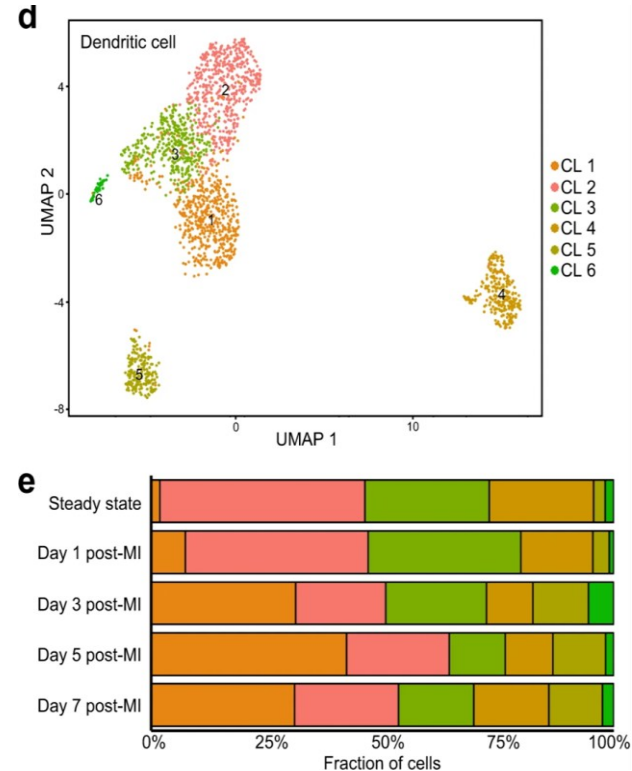 d
Dendritic cell
UMAP 2
4
0
-4
-8
2
3
6
1
4
5
CL 1
CL 2
CL 3
CL 4
CL 5
CL 6
0 10
UMAP 1
e
Steady state
Day 1 post-MI
Day 3 post-MI
Day 5 post-MI
Day 7 post-MI
0% 25% 50% 75% 100%
Fraction of cells